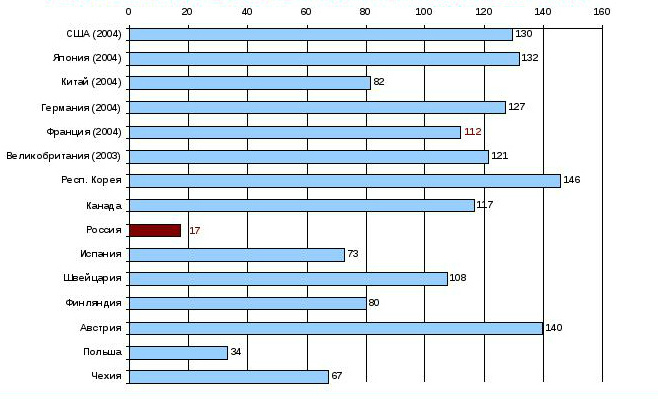 0 20 40 60 80 100 120 140 160
США (2004) 130
Япония (2004) 132
Китай (2004) 82
Германия (2004) 127
Франция (2004) 112
Великобритания (2003) 121
Респ. Корея 146
Канада 117
Россия 17
Испания 73
Швейцария 108
Финляндия 80
Австрия 140
Польша 34
Чехия 67